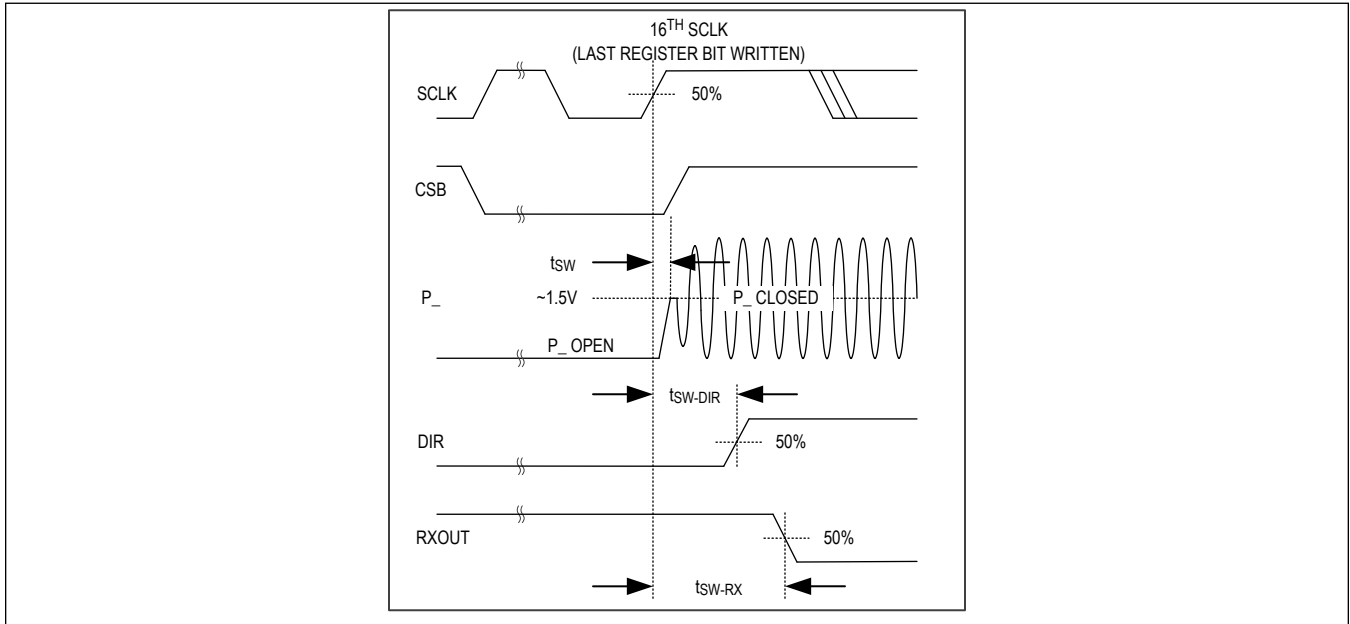 16TH SCLK
(LAST REGISTER BIT WRITTEN)
SCLK
50%
CSB
tSW
P_
~1.5V
P_ CLOSED
P_ OPEN
tSW-DIR
DIR
50%
RXOUT
50%
tSW-RX